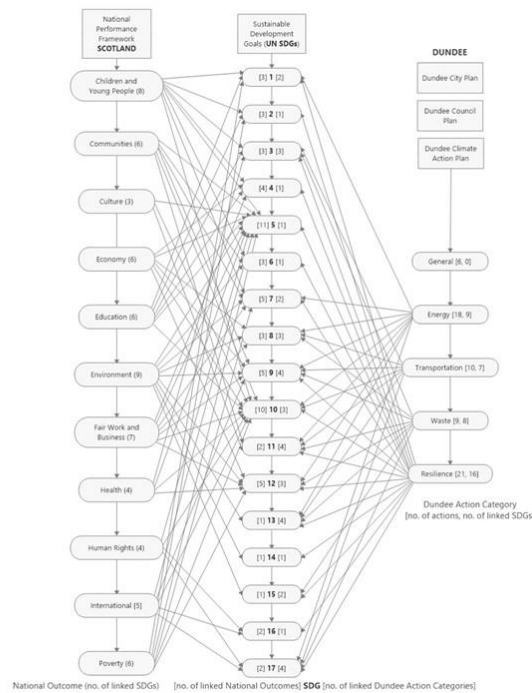 National
Performance
Framework
SCOTLAND
Children and
Young People (8)
Communities (6)
Culture (3)
Economy (6)
Education (6)
Environment (9)
Fair Work and
Business (7)
Health (4)
Human Rights (4)
International [5]
Poverty (6)
National Outcome (no. of linked SDGs)
Sustainable
Development
Goals (UN SDGs)
[3] 1 [2]
[3] 2 [1]
[3] 3 [3]
[4] 4 [1]
[11] 5 [1]
[3] 6 [1]
[5] 7 [2]
[3] 8 [3]
[5] 9 [4]
[10] 10 [3]
[2] 11 [4]
[5] 12 [3]
[1] 13 [4]
[1] 14 [1]
[1] 15 [2]
[2] 16 [1]
[2] 17 [4]
[no. of linked National Outcomes] SDG [no. of linked Dundee Action Categories]
DUNDEE
Dundee City Plan
Dundee Council
Plan
Dundee Climate
Action Plan
General [6, 0]
Energy [18, 9]
Transportation [10, 7]
Waste [9, 8]
Resilience [21, 16]
Dundee Action Category
[no. of actions, no. of linked SDGs